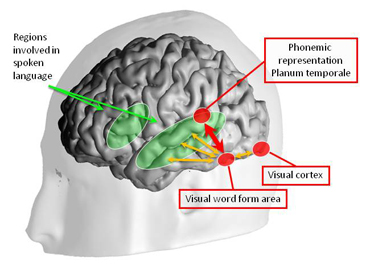 Regions
involved in
spoken
language
Phonemic
representation
Planum temporale
Visual cortex
Visual word form area